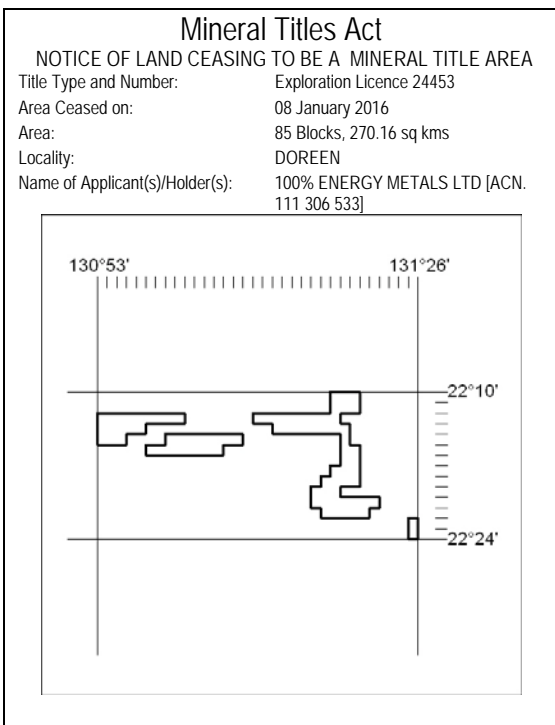 Mineral Titles Act
NOTICE OF LAND CEASING TO BE A MINERAL TITLE AREA
Title Type and Number: Exploration Licence 24453
Area Ceased on: 08 January 2016
Area: 85 Blocks, 270.16 sq kms
Locality: DOREEN
Name of Applicant(s)/Holder(s): 100% ENERGY METALS LTD [ACN.
111 306 533]
130°53' 131°26'
22°10'
22°24'